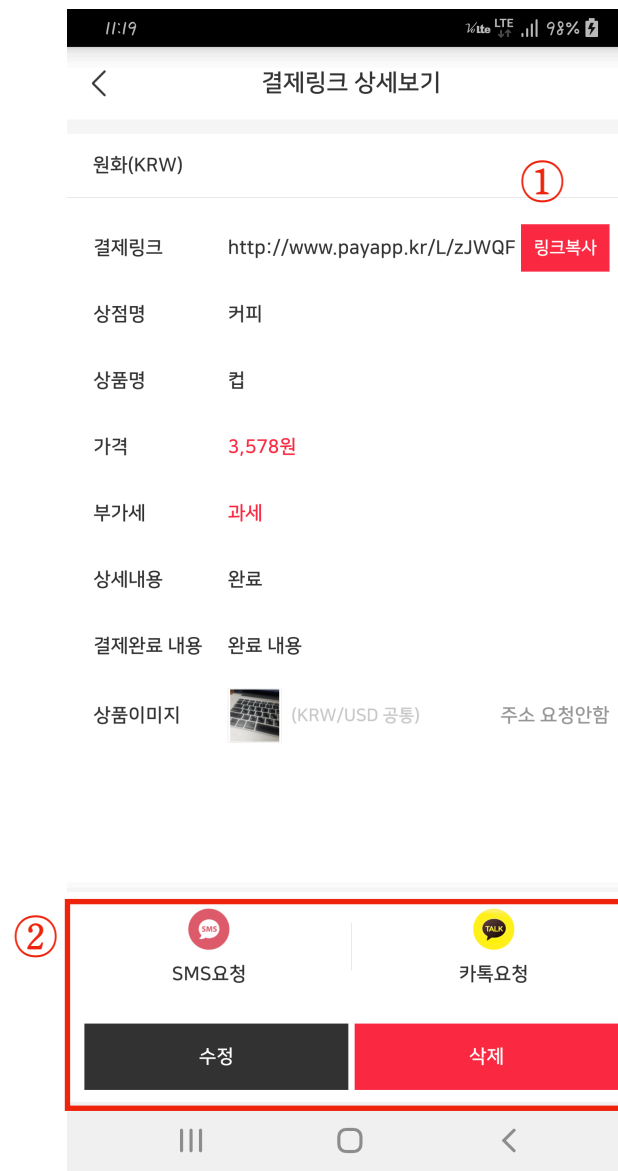 11:19 VoLTE LTE 98%
결제링크 상세보기
원화(KRW)
①
결제링크 http://www.payapp.kr/L/zJWQF 링크복사
상점명 커피
상품명 컵
가격 3,578원
부가세 과세
상세내용 완료
결제완료 내용 완료 내용
상품이미지 (KRW/USD 공통) 주소 요청안함
②
SMS TALK
SMS요청 카톡요청
수정 삭제